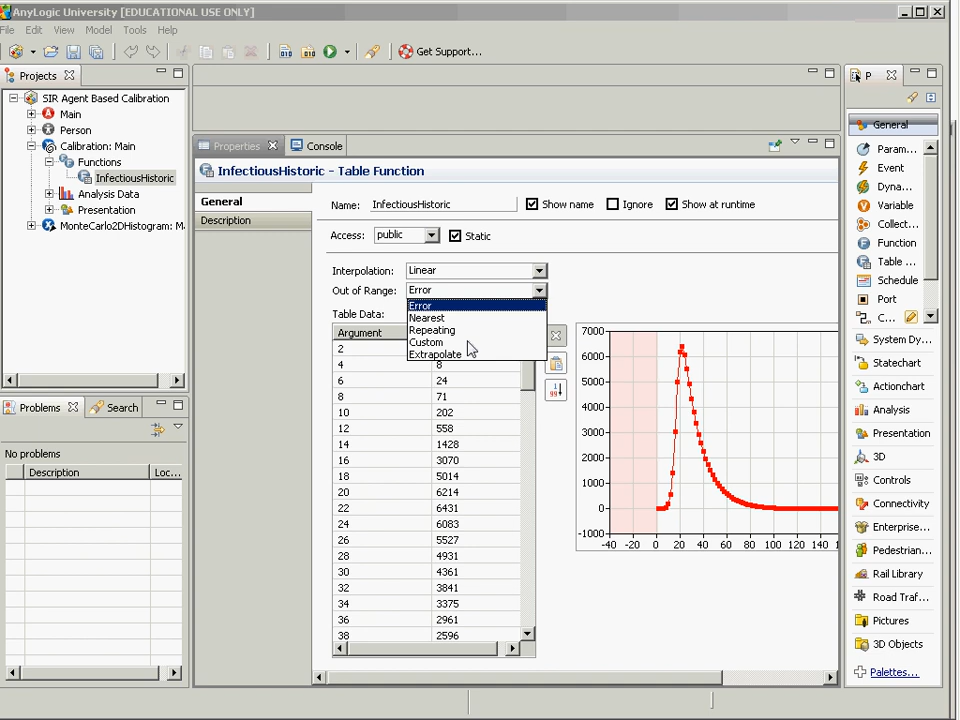 AnyLogic University [EDUCATIONAL USE ONLY]
File Edit View Model Tools Help
Get Support...
Projects
SIR Agent Based Calibration
Main
Person
Calibration: Main
Functions
InfectiousHistoric
Analysis Data
Presentation
MonteCarlo2DHistogram: M
Problems Search
No problems
Description Loc...
Properties Console
InfectiousHistoric - Table Function
General
Description
Name: InfectiousHistoric Show name Ignore Show at runtime
Access: public Static
Interpolation: Linear
Out of Range: Error
Error
Nearest
Repeating
Custom
Extrapolate
Table Data:
Argument
2
4 8
6 24
8 71
10 202
12 558
14 1428
16 3070
18 5014
20 6214
22 6431
24 6083
26 5527
28 4931
30 4361
32 3841
34 3375
36 2961
38 2596
7000
6000
5000
4000
3000
2000
1000
0
-1000
-40 -20 0 20 40 60 80 100 120 140 1
P
General
Param...
Event
Dyna...
Variable
Collect...
Function
Table ...
Schedule
Port
C...
System Dy...
Statechart
Actionchart
Analysis
Presentation
3D
Controls
Connectivity
Enterprise...
Pedestrian...
Rail Library
Road Traf...
Pictures
3D Objects
Palettes...